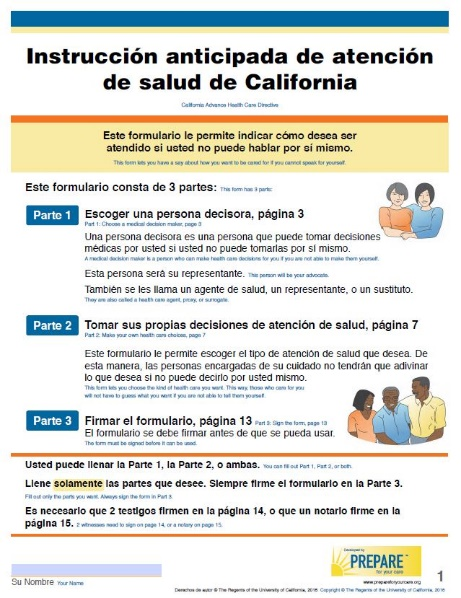 Instrucción anticipada de atención
de salud de California
California Advance Health Care Directive
Este formulario le permite indicar cómo desea ser
atendido si usted no puede hablar por sí mismo.
This form lets you have a say about how you want to be cared for if you cannot speak for yourself.
Este formulario consta de 3 partes: This form has 3 parts:
Parte 1
Escoger una persona decisora, página 3
Part 1: Choose a medical decision maker, page 3
Una persona decisora es una persona que puede tomar decisiones
médicas por usted si usted no puede tomarlas por sí mismo.
A medical decision maker is a person who can make health care decisions for you if you are not able to make them yourself.
Esta persona será su representante. This person will be your advocate.
También se les llama un agente de salud, un representante, o un sustituto.
They are also called a health care agent, proxy, or surrogate.
Parte 2
Tomar sus propias decisiones de atención de salud, página 7
Part 2: Make your own health care choices, page 7
Este formulario le permite escoger el tipo de atención de salud que desea. De
esta manera, las personas encargadas de su cuidado no tendrán que adivinar
lo que desea si no puede decirlo por usted mismo.
This form lets you choose the kind of health care you want. This way, those who care for you
will not have to guess what you want if you are not able to tell them yourself.
Parte 3
Firmar el formulario, página 13 Part 3: Sign the form, page 13
El formulario se debe firmar antes de que se pueda usar.
The form must be signed before it can be used.
Usted puede llenar la Parte 1, la Parte 2, o ambas. You can fill out Part 1, Part 2, or both.
Llene solamente las partes que desee. Siempre firme el formulario en la Parte 3.
Fill out only the parts you want. Always sign the form in Part 3.
Es necesario que 2 testigos firmen en la página 14, o que un notario firme en la
página 15. 2 witnesses need to sign on page 14, or a notary on page 15.
Developed by
PREPARE™
for your care
www.prepareforyourcare.org
1
Su Nombre Your Name
Derechos de autor © The Regents of the University of California, 2016 Copyright © The Regents of the University of California, 2016